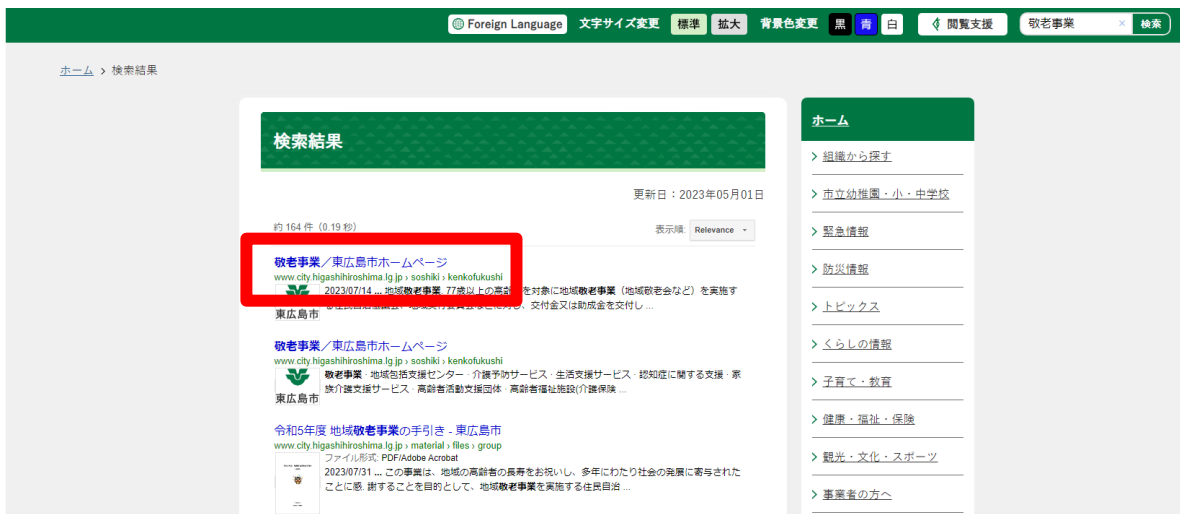 Foreign Language 文字サイズ変更 標準 拡大 背景色変更 黒 青 白 閲覧支援 敬老事業 × 検索
ホーム > 検索結果
検索結果
更新日：2023年05月01日
約 164 件（0.19 秒）
表示順: Relevance
敬老事業／東広島市ホームページ
www.city.higashihiroshima.lg.jp › soshiki › kenkofukushi
2023/07/14 ... 地域敬老事業. 77歳以上の高齢 を対象に地域敬老事業（地域敬老会など）を実施す
、交付金又は助成金を交付し ...
東広島市
敬老事業／東広島市ホームページ
www.city.higashihiroshima.lg.jp › soshiki › kenkofukushi
敬老事業 · 地域包括支援センター · 介護予防サービス · 生活支援サービス · 認知症に関する支援 · 家
族介護支援サービス · 高齢者活動支援団体 · 高齢者福祉施設(介護保険 ...
東広島市
令和5年度 地域敬老事業の手引き - 東広島市
www.city.higashihiroshima.lg.jp › material › files › group
ファイル形式: PDF/Adobe Acrobat
2023/07/31 ... この事業は、地域の高齢者の長寿をお祝いし、多年にわたり社会の発展に寄与された
ことに感. 謝することを目的として、地域敬老事業を実施する住民自治 ...
ホーム
組織から探す
市立幼稚園・小・中学校
緊急情報
防災情報
トピックス
くらしの情報
子育て・教育
健康・福祉・保険
観光・文化・スポーツ
事業者の方へ